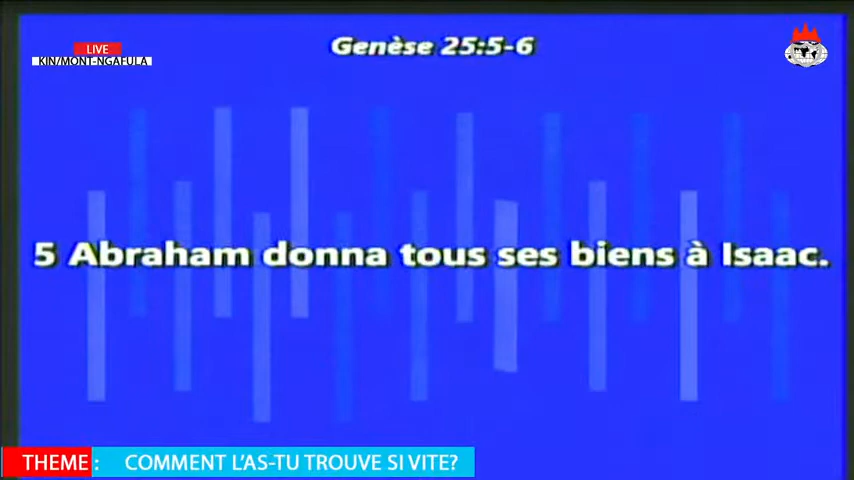 Genèse 25:5-6
LIVE
KIN/MONT-NGAFULA
5 Abraham donna tous ses biens à Isaac.
THEME : COMMENT L'AS-TU TROUVE SI VITE?